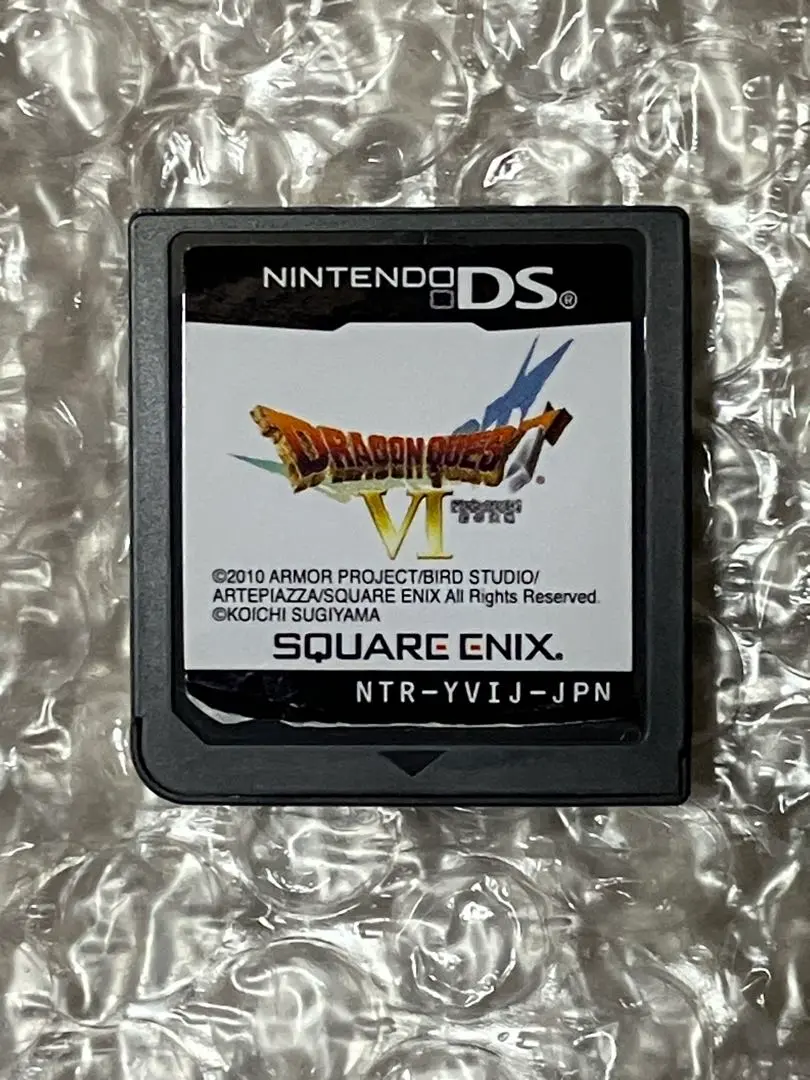 NINTENDO DS®
DRAGON QUEST
VI
©2010 ARMOR PROJECT/BIRD STUDIO/
ARTEPIAZZA/SQUARE ENIX All Rights Reserved.
©KOICHI SUGIYAMA
SQUARE ENIX.
NTR-YVIJ-JPN